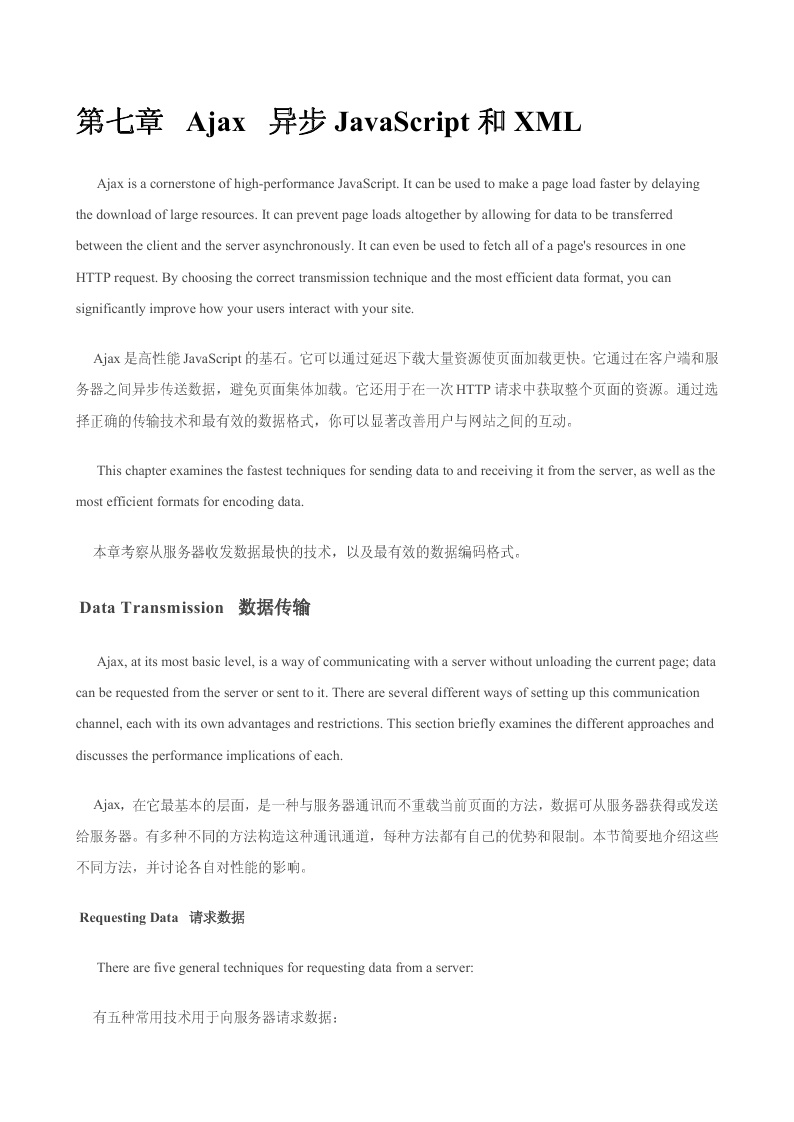 第七章 Ajax 异步 JavaScript 和 XML
Ajax is a cornerstone of high-performance JavaScript. It can be used to make a page load faster by delaying
the download of large resources. It can prevent page loads altogether by allowing for data to be transferred
between the client and the server asynchronously. It can even be used to fetch all of a page's resources in one
HTTP request. By choosing the correct transmission technique and the most efficient data format, you can
significantly improve how your users interact with your site.
Ajax 是高性能 JavaScript 的基石。它可以通过延迟下载大量资源使页面加载更快。它通过在客户端和服
务器之间异步传送数据，避免页面集体加载。它还用于在一次 HTTP 请求中获取整个页面的资源。通过选
择正确的传输技术和最有效的数据格式，你可以显著改善用户与网站之间的互动。
This chapter examines the fastest techniques for sending data to and receiving it from the server, as well as the
most efficient formats for encoding data.
本章考察从服务器收发数据最快的技术，以及最有效的数据编码格式。
Data Transmission 数据传输
Ajax, at its most basic level, is a way of communicating with a server without unloading the current page; data
can be requested from the server or sent to it. There are several different ways of setting up this communication
channel, each with its own advantages and restrictions. This section briefly examines the different approaches and
discusses the performance implications of each.
Ajax，在它最基本的层面，是一种与服务器通讯而不重载当前页面的方法，数据可从服务器获得或发送
给服务器。有多种不同的方法构造这种通讯通道，每种方法都有自己的优势和限制。本节简要地介绍这些
不同方法，并讨论各自对性能的影响。
Requesting Data 请求数据
There are five general techniques for requesting data from a server:
有五种常用技术用于向服务器请求数据：